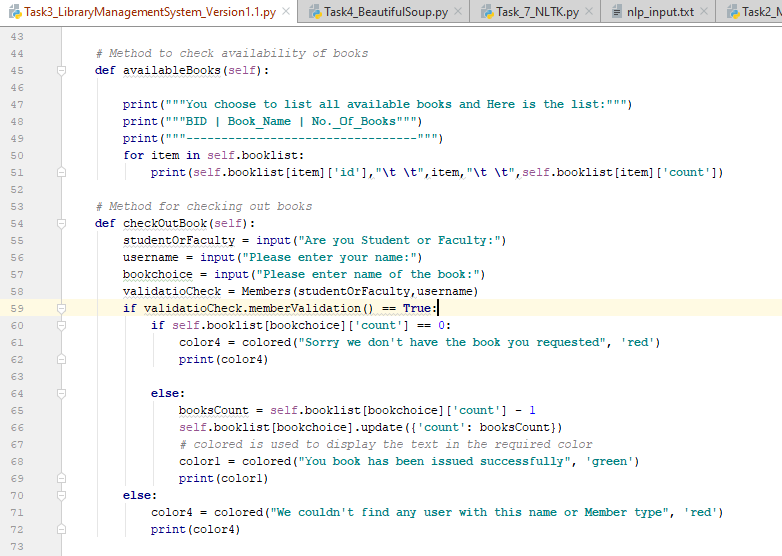 Task3_LibraryManagementSystem_Version1.1.py × Task4_BeautifulSoup.py × Task_7_NLTK.py × nlp_input.txt × Task2_N
43
44 # Method to check availability of books
45 def availableBooks(self):
46
47 print("""You choose to list all available books and Here is the list:""")
48 print("""BID | Book_Name | No._Of_Books""")
49 print("""---------------------------------""")
50 for item in self.booklist:
51 print(self.booklist[item]['id'],"\t \t",item,"\t \t",self.booklist[item]['count'])
52
53 # Method for checking out books
54 def checkOutBook(self):
55 studentOrFaculty = input("Are you Student or Faculty:")
56 username = input("Please enter your name:")
57 bookchoice = input("Please enter name of the book:")
58 validatioCheck = Members(studentOrFaculty,username)
59 if validatioCheck.memberValidation() == True:
60 if self.booklist[bookchoice]['count'] == 0:
61 color4 = colored("Sorry we don't have the book you requested", 'red')
62 print(color4)
63
64 else:
65 booksCount = self.booklist[bookchoice]['count'] - 1
66 self.booklist[bookchoice].update({'count': booksCount})
67 # colored is used to display the text in the required color
68 color1 = colored("You book has been issued successfully", 'green')
69 print(color1)
70 else:
71 color4 = colored("We couldn't find any user with this name or Member type", 'red')
72 print(color4)
73